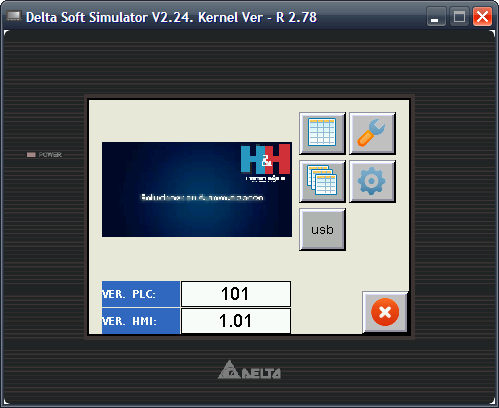 Delta Soft Simulator V2.24. Kernel Ver - R 2.78
POWER
H&H
Soluciones en Automatización
usb
VER. PLC: 101
VER. HMI: 1.01
DELTA